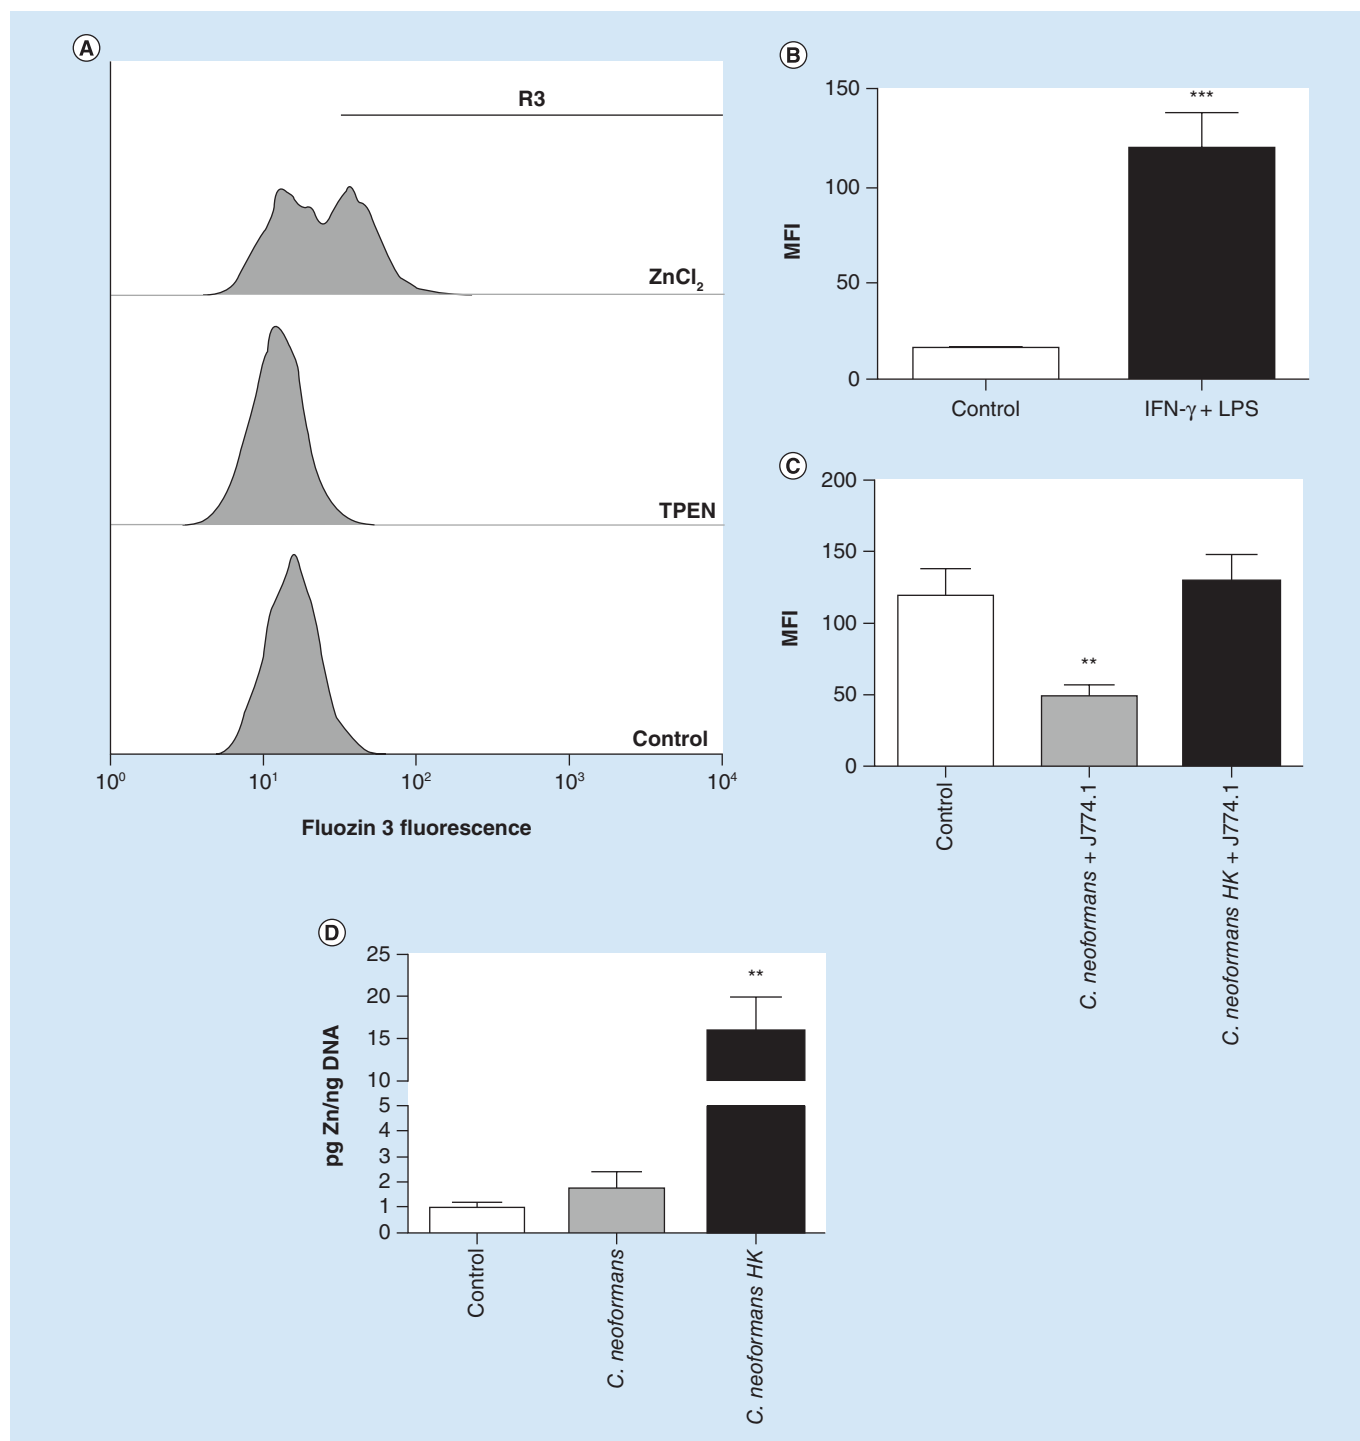 A
R3
ZnCl2
TPEN
Control
10^0 10^1 10^2 10^3 10^4
Fluozin 3 fluorescence
B
MFI
150
100
50
0
***
Control IFN-γ + LPS
C
MFI
200
150
100
50
0
**
Control
C. neoformans + J774.1
C. neoformans HK + J774.1
D
pg Zn/ng DNA
25
20
15
10
5
4
3
2
1
0
**
Control
C. neoformans
C. neoformans HK